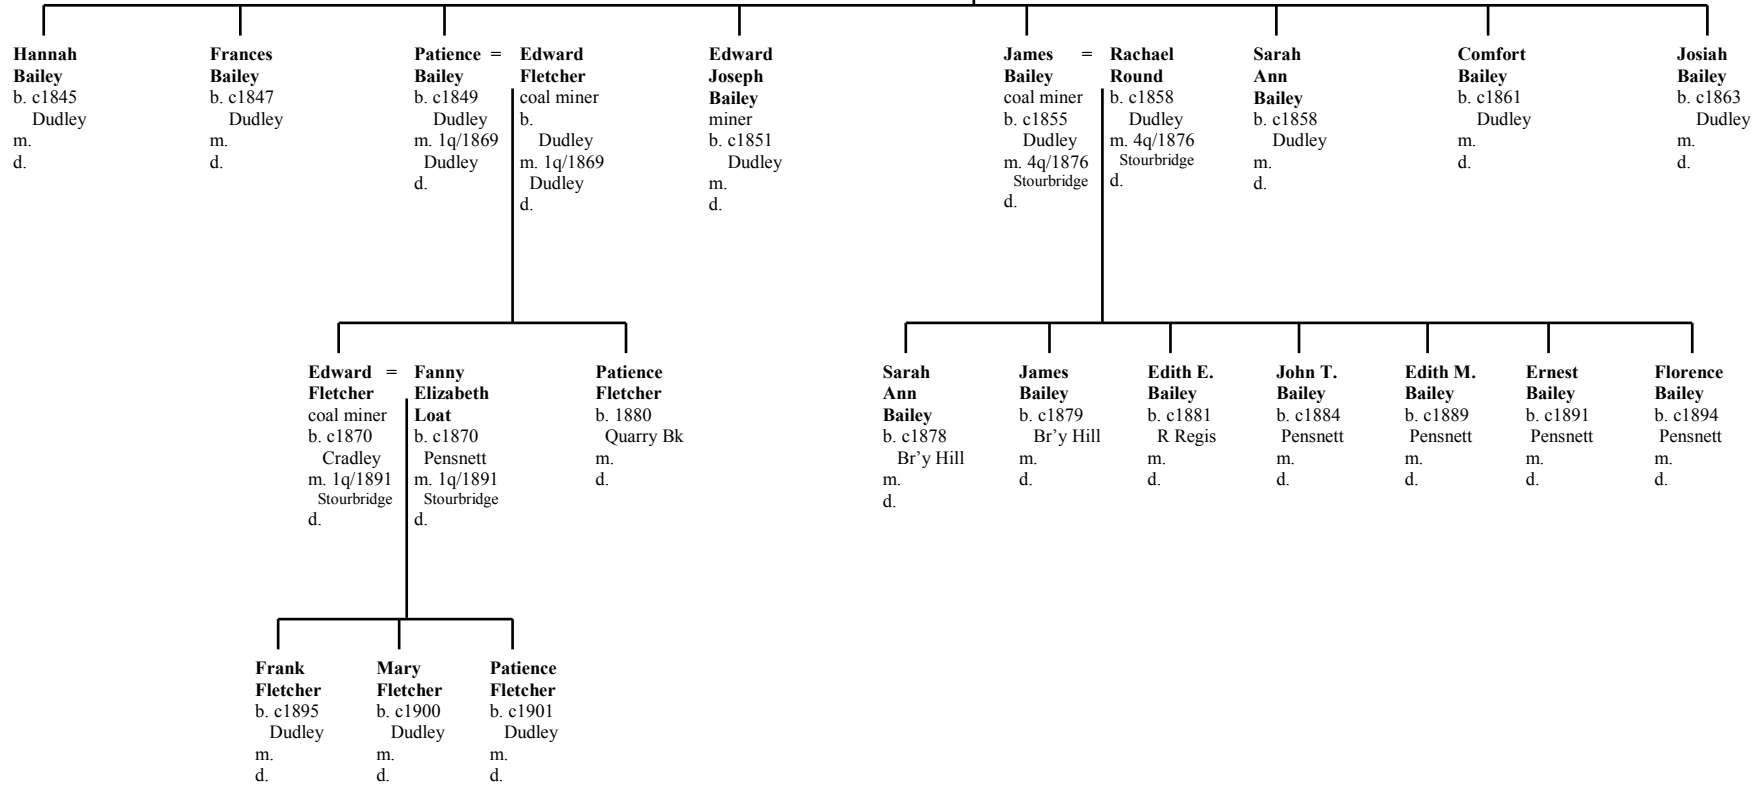 Hannah
Bailey
b. c1845
Dudley
m.
d.
Frances
Bailey
b. c1847
Dudley
m.
d.
Patience =
Bailey
b. c1849
Dudley
m. 1q/1869
Dudley
d.
Edward
Fletcher
coal miner
b.
Dudley
m. 1q/1869
Dudley
d.
Edward
Joseph
Bailey
miner
b. c1851
Dudley
m.
d.
James =
Bailey
coal miner
b. c1855
Dudley
m. 4q/1876
Stourbridge
d.
Rachael
Round
b. c1858
Dudley
m. 4q/1876
Stourbridge
d.
Sarah
Ann
Bailey
b. c1858
Dudley
m.
d.
Comfort
Bailey
b. c1861
Dudley
m.
d.
Josiah
Bailey
b. c1863
Dudley
m.
d.
Edward =
Fletcher
coal miner
b. c1870
Cradley
m. 1q/1891
Stourbridge
d.
Fanny
Elizabeth
Loat
b. c1870
Pensnett
m. 1q/1891
Stourbridge
d.
Patience
Fletcher
b. 1880
Quarry Bk
m.
d.
Sarah
Ann
Bailey
b. c1878
Br’y Hill
m.
d.
James
Bailey
b. c1879
Br’y Hill
m.
d.
Edith E.
Bailey
b. c1881
R Regis
m.
d.
John T.
Bailey
b. c1884
Pensnett
m.
d.
Edith M.
Bailey
b. c1889
Pensnett
m.
d.
Ernest
Bailey
b. c1891
Pensnett
m.
d.
Florence
Bailey
b. c1894
Pensnett
m.
d.
Frank
Fletcher
b. c1895
Dudley
m.
d.
Mary
Fletcher
b. c1900
Dudley
m.
d.
Patience
Fletcher
b. c1901
Dudley
m.
d.